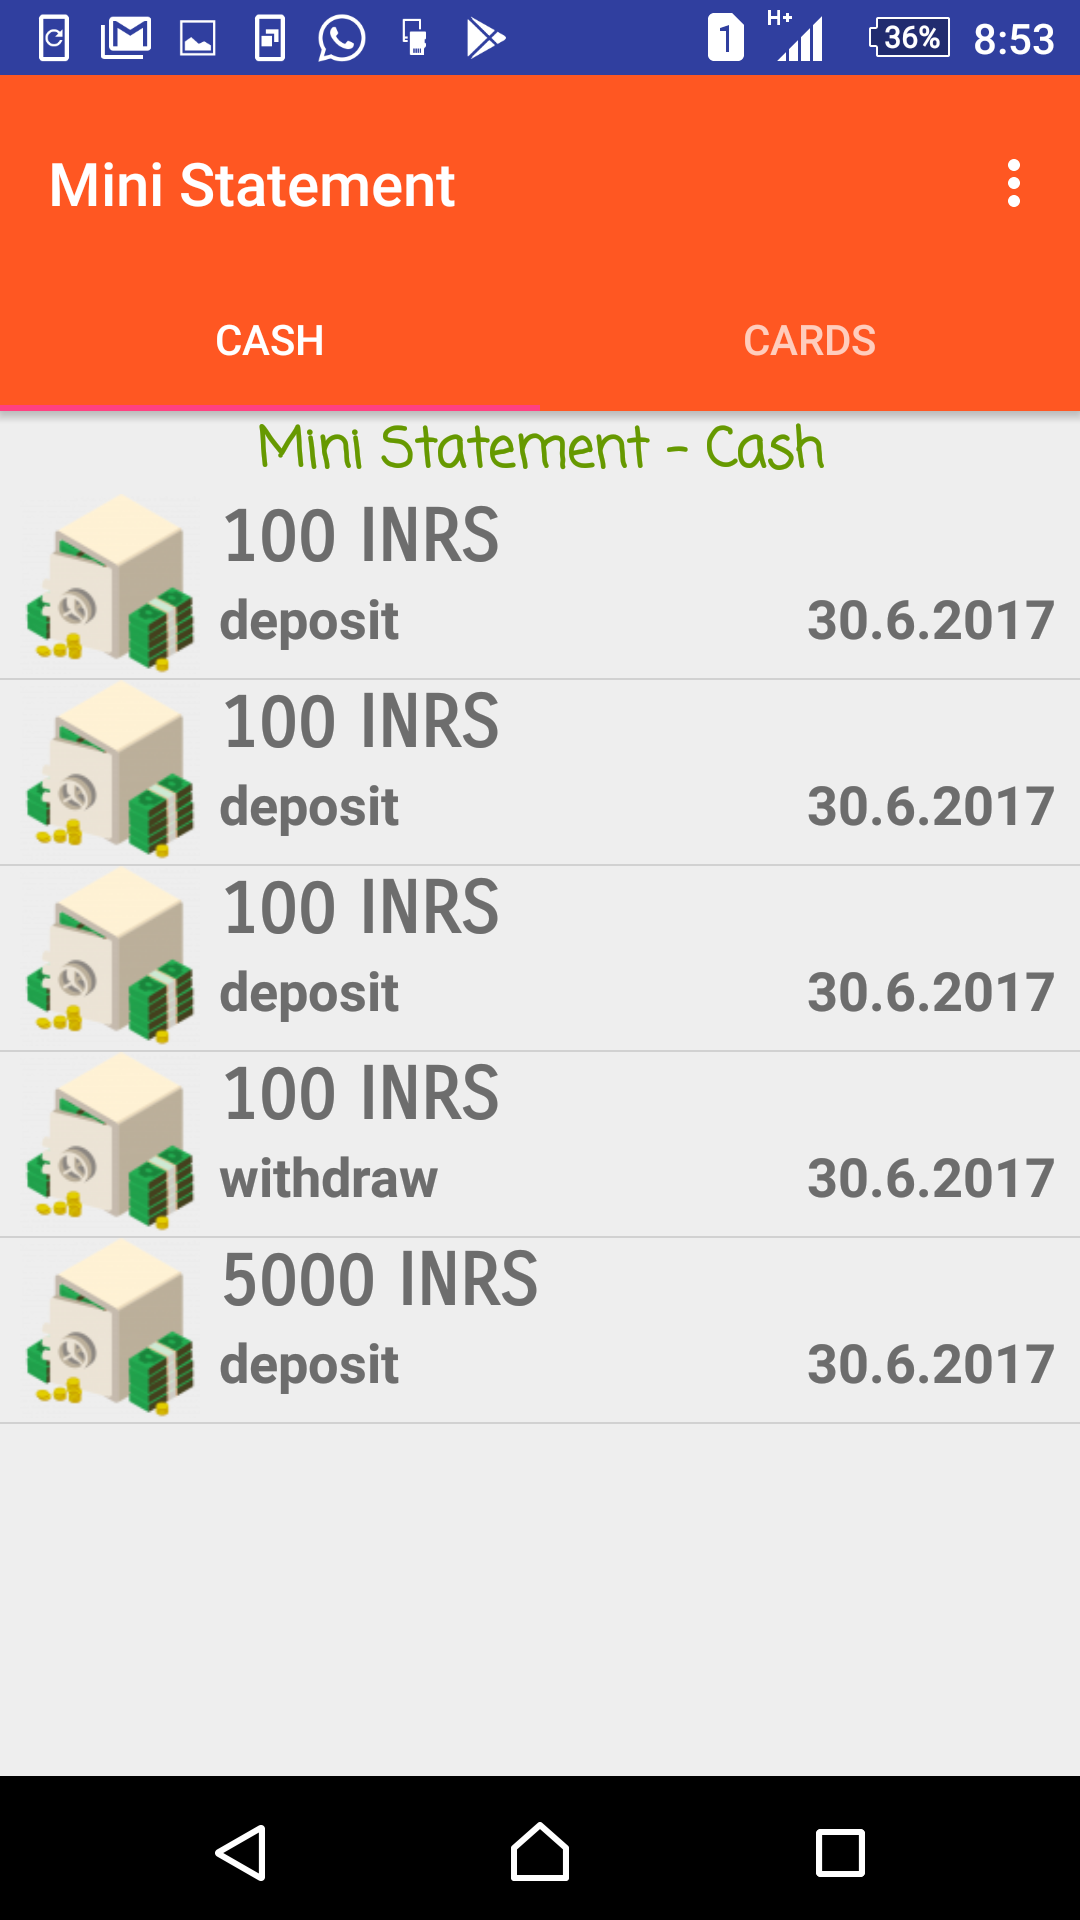 1 H+ 36% 8:53
Mini Statement
CASH CARDS
Mini Statement - Cash
100 INRS
deposit 30.6.2017
100 INRS
deposit 30.6.2017
100 INRS
deposit 30.6.2017
100 INRS
withdraw 30.6.2017
5000 INRS
deposit 30.6.2017